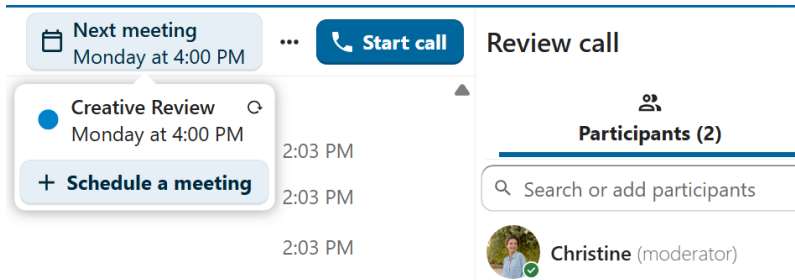 Next meeting
Monday at 4:00 PM
Start call
Review call
Creative Review
Monday at 4:00 PM
Schedule a meeting
2:03 PM
2:03 PM
2:03 PM
Participants (2)
Search or add participants
Christine (moderator)